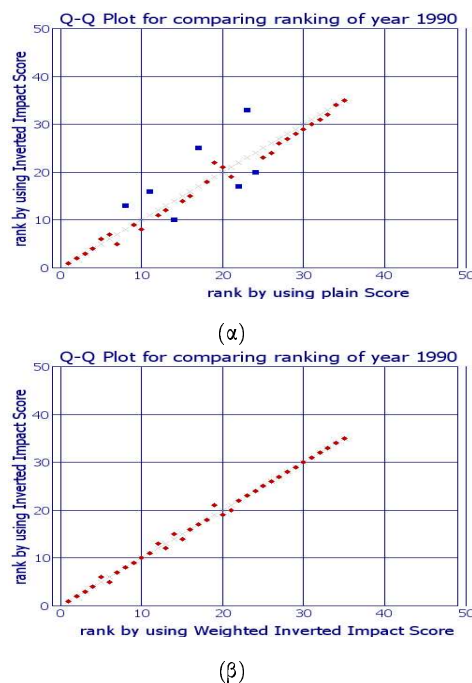 Q-Q Plot for comparing ranking of year 1990
50
40
30
20
10
0
rank by using Inverted Impact Score
0 10 20 30 40 50
rank by using plain Score
(α)
Q-Q Plot for comparing ranking of year 1990
50
40
30
20
10
0
rank by using Inverted Impact Score
0 10 20 30 40 50
rank by using Weighted Inverted Impact Score
(β)